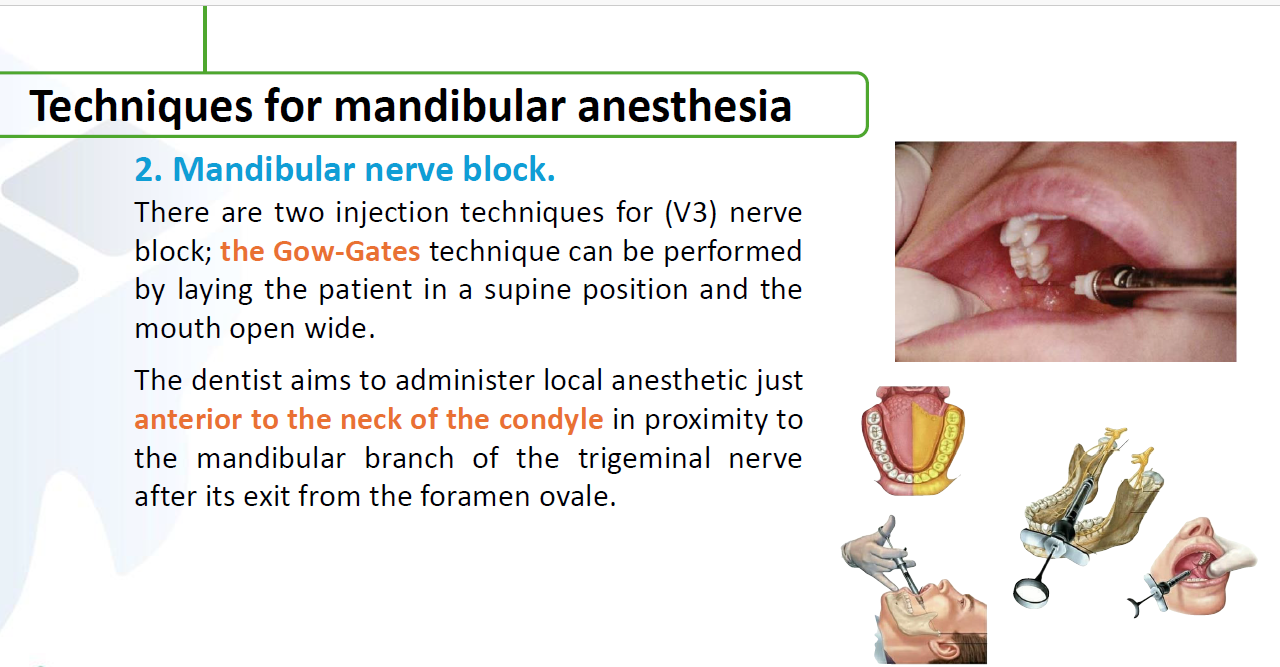 Techniques for mandibular anesthesia
2. Mandibular nerve block.
There are two injection techniques for (V3) nerve
block; the Gow-Gates technique can be performed
by laying the patient in a supine position and the
mouth open wide.
The dentist aims to administer local anesthetic just
anterior to the neck of the condyle in proximity to
the mandibular branch of the trigeminal nerve
after its exit from the foramen ovale.